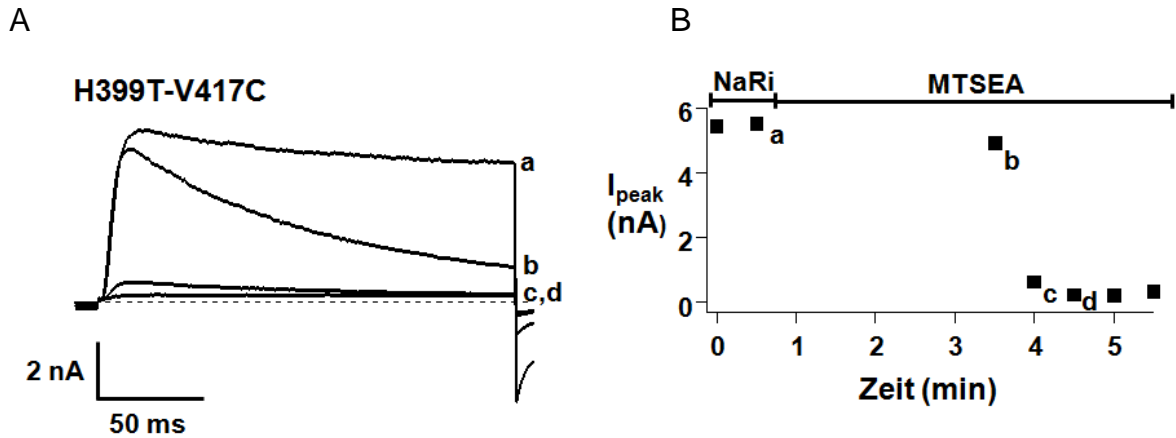 A
H399T-V417C
a
b
c,d
2 nA
50 ms
B
NaRi
MTSEA
6
4
2
0
I peak
(nA)
a
b
c
d
0 1 2 3 4 5
Zeit (min)